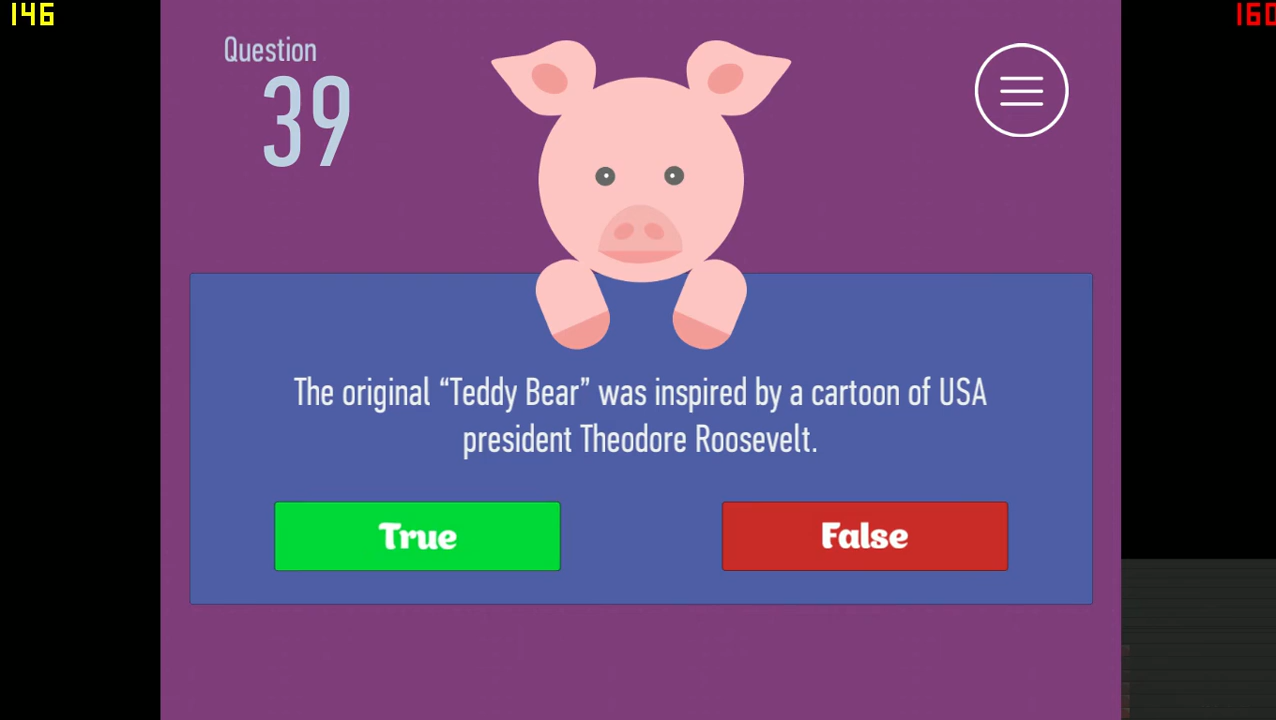 146
160
Question
39
The original “Teddy Bear” was inspired by a cartoon of USA
president Theodore Roosevelt.
True
False